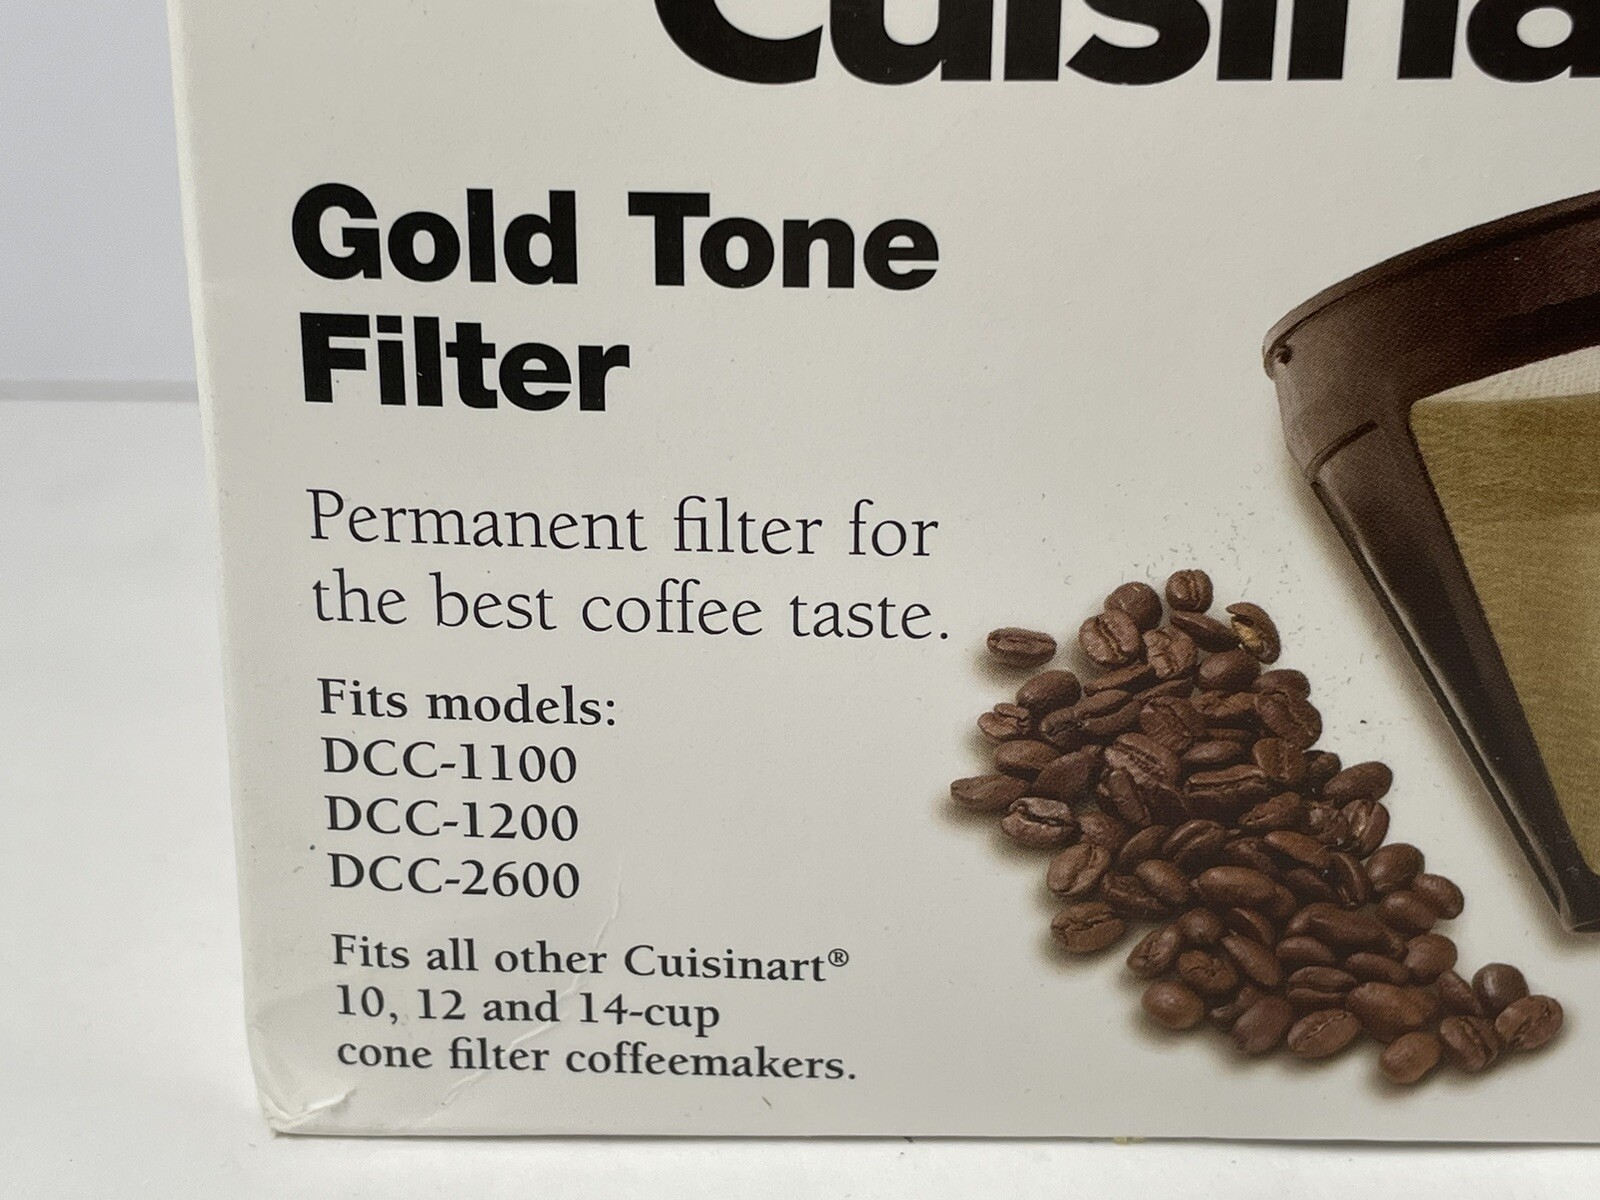 Cuisina
Gold Tone
Filter
Permanent filter for
the best coffee taste.
Fits models:
DCC-1100
DCC-1200
DCC-2600
Fits all other Cuisinart®
10, 12 and 14-cup
cone filter coffeemakers.